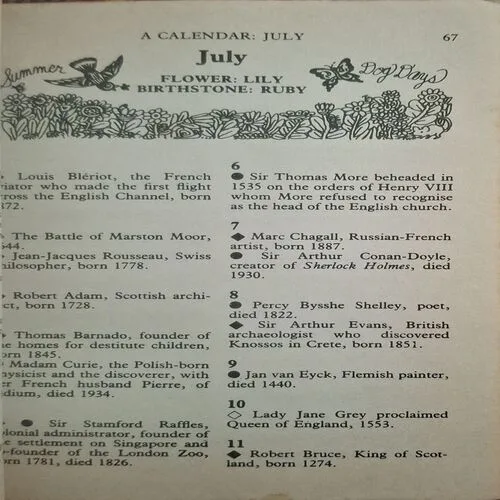 A CALENDAR: JULY 67
July
Summer
FLOWER: LILY
BIRTHSTONE: RUBY
Dog Days
Louis Blériot, the French
viator who made the first flight
cross the English Channel, born
872.
The Battle of Marston Moor,
644.
Jean-Jacques Rousseau, Swiss
hilosopher, born 1778.
Robert Adam, Scottish archi-
ect, born 1728.
Thomas Barnado, founder of
he homes for destitute children,
orn 1845.
Madam Curie, the Polish-born
hysicist and the discoverer, with
er French husband Pierre, of
dium, died 1934.
● Sir Stamford Raffles,
olonial administrator, founder of
e settlement on Singapore and
-founder of the London Zoo,
orn 1781, died 1826.
6
● Sir Thomas More beheaded in
1535 on the orders of Henry VIII
whom More refused to recognise
as the head of the English church.
7
◆ Marc Chagall, Russian-French
artist, born 1887.
● Sir Arthur Conan-Doyle,
creator of Sherlock Holmes, died
1930.
8
● Percy Bysshe Shelley, poet,
died 1822.
◆ Sir Arthur Evans, British
archaeologist who discovered
Knossos in Crete, born 1851.
9
● Jan van Eyck, Flemish painter,
died 1440.
10
◇ Lady Jane Grey proclaimed
Queen of England, 1553.
11
◆ Robert Bruce, King of Scot-
land, born 1274.